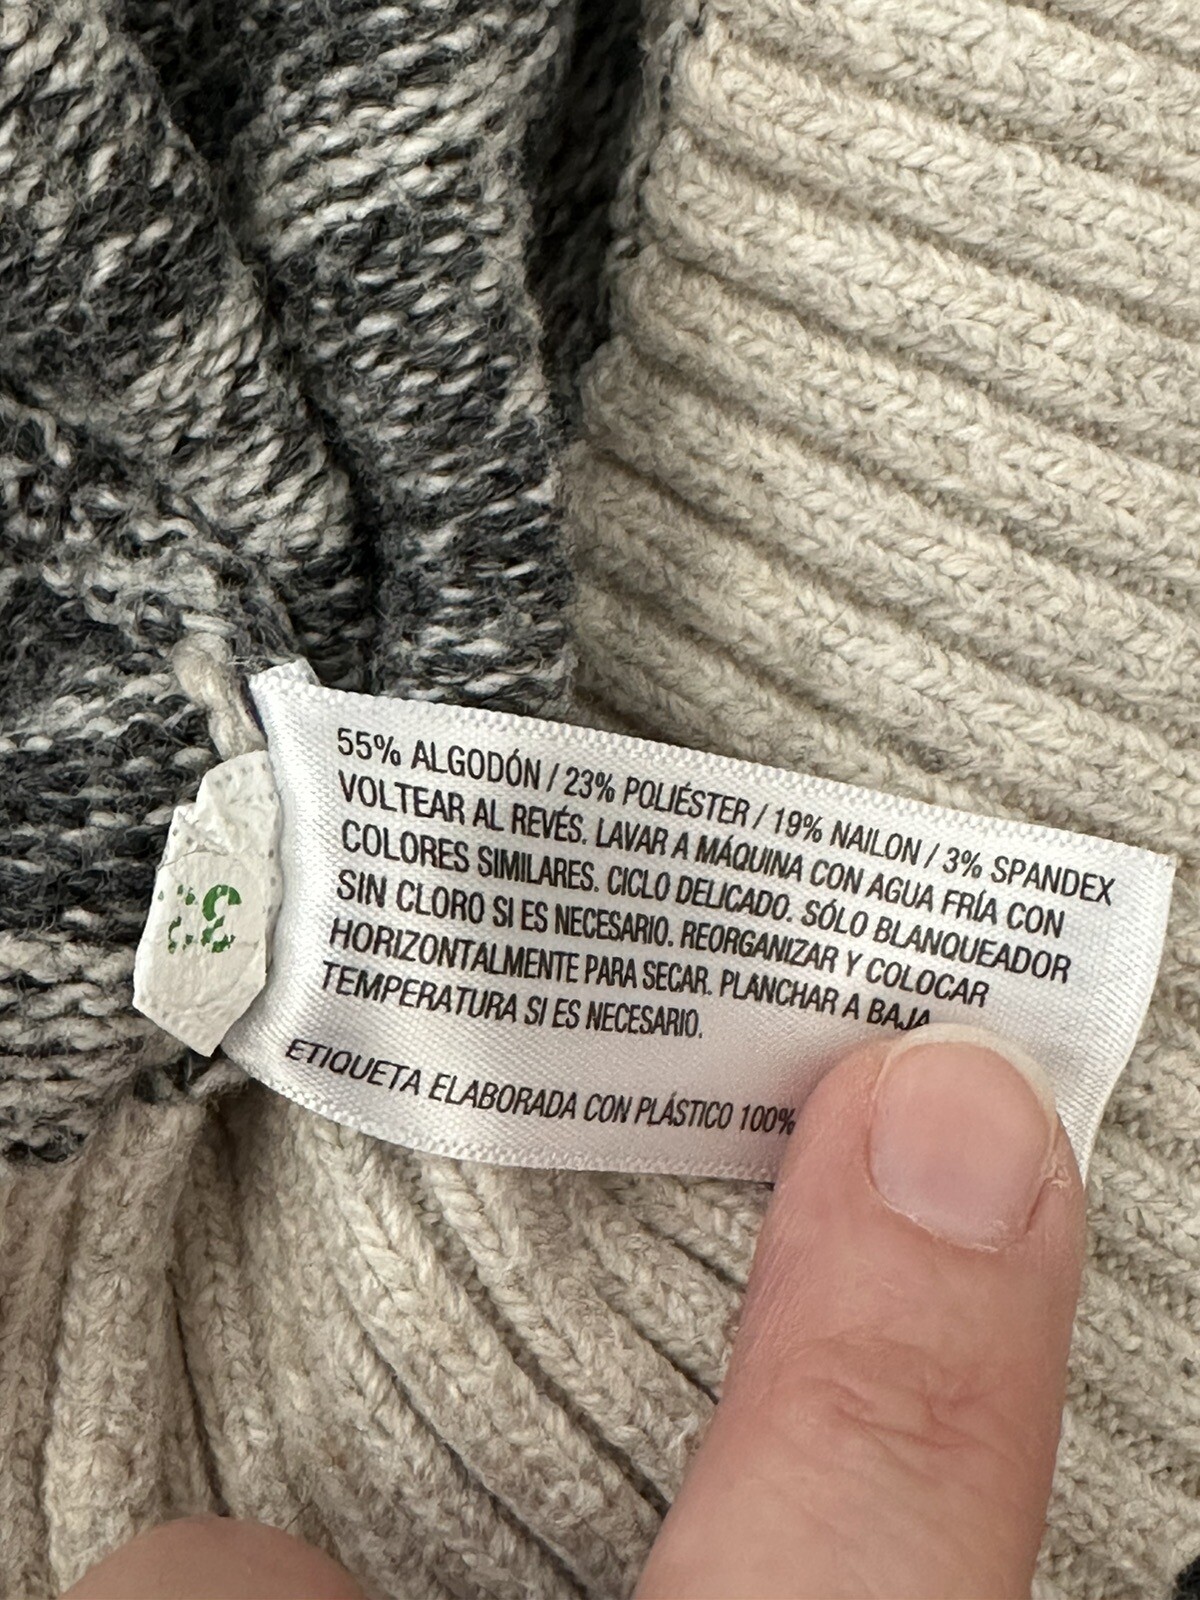 55% ALGODÓN / 23% POLIÉSTER / 19% NAILON / 3% SPANDEX
VOLTEAR AL REVÉS. LAVAR A MÁQUINA CON AGUA FRÍA CON
COLORES SIMILARES. CICLO DELICADO. SÓLO BLANQUEADOR
SIN CLORO SI ES NECESARIO. REORGANIZAR Y COLOCAR
HORIZONTALMENTE PARA SECAR. PLANCHAR A BAJA
TEMPERATURA SI ES NECESARIO.
ETIQUETA ELABORADA CON PLÁSTICO 100%